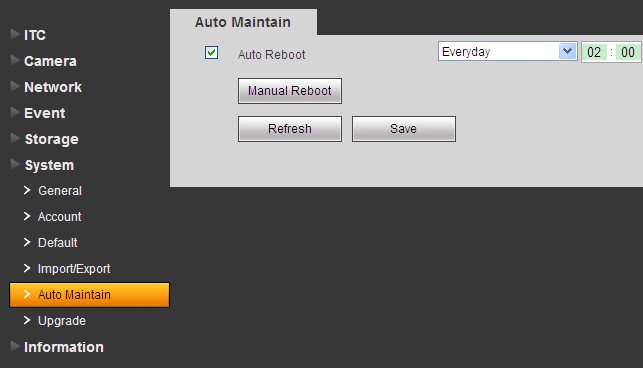 Auto Maintain
ITC
Auto Reboot Everyday 02 : 00
Camera
Network
Manual Reboot
Event
Refresh Save
Storage
System
General
Account
Default
Import/Export
Auto Maintain
Upgrade
Information